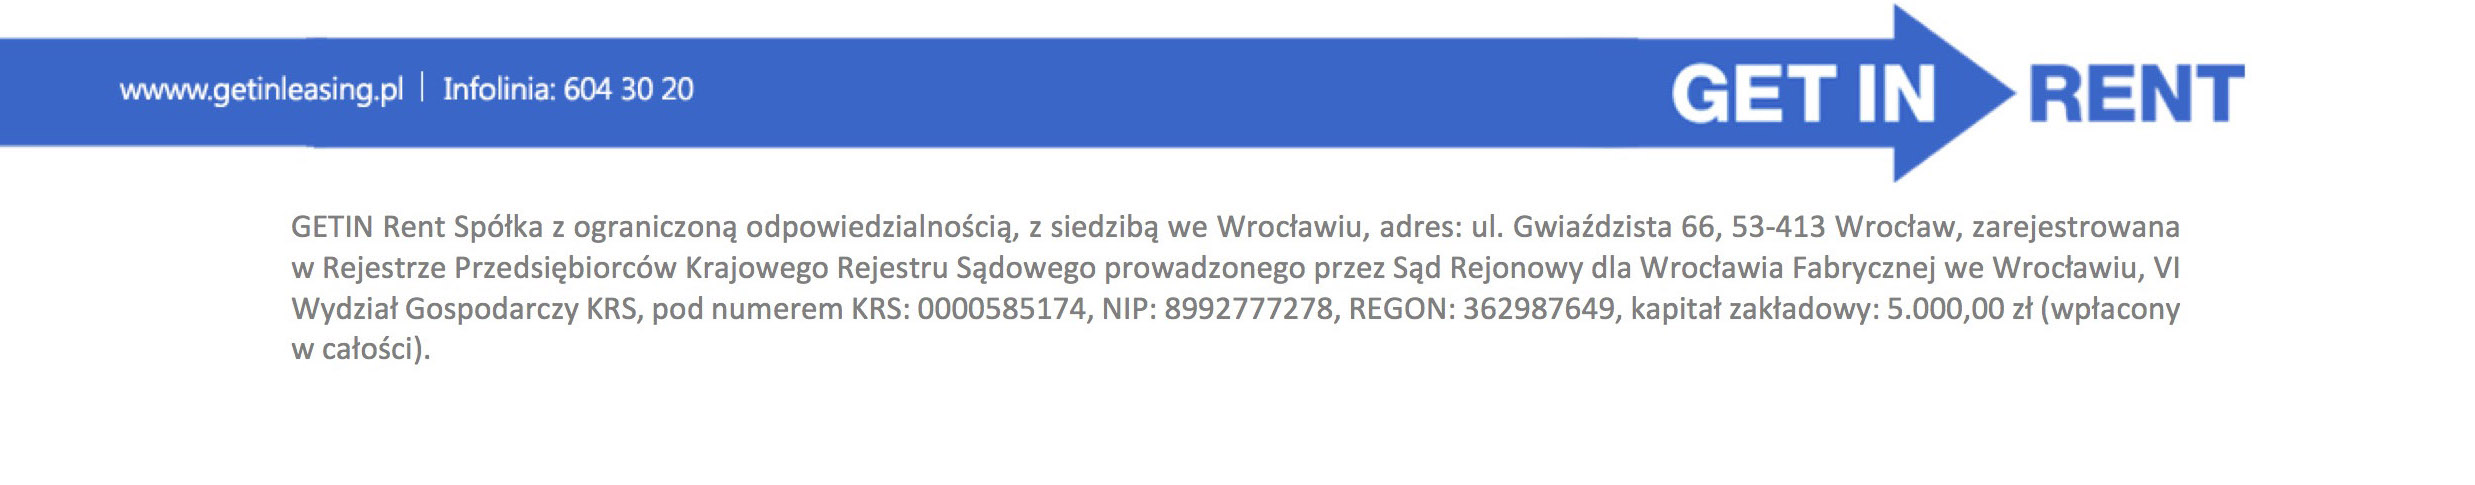 wwww.getinleasing.pl | Infolinia: 604 30 20
GET IN RENT
GETIN Rent Spółka z ograniczoną odpowiedzialnością, z siedzibą we Wrocławiu, adres: ul. Gwiaździsta 66, 53-413 Wrocław, zarejestrowana
w Rejestrze Przedsiębiorców Krajowego Rejestru Sądowego prowadzonego przez Sąd Rejonowy dla Wrocławia Fabrycznej we Wrocławiu, VI
Wydział Gospodarczy KRS, pod numerem KRS: 0000585174, NIP: 8992777278, REGON: 362987649, kapitał zakładowy: 5.000,00 zł (wpłacony
w całości).